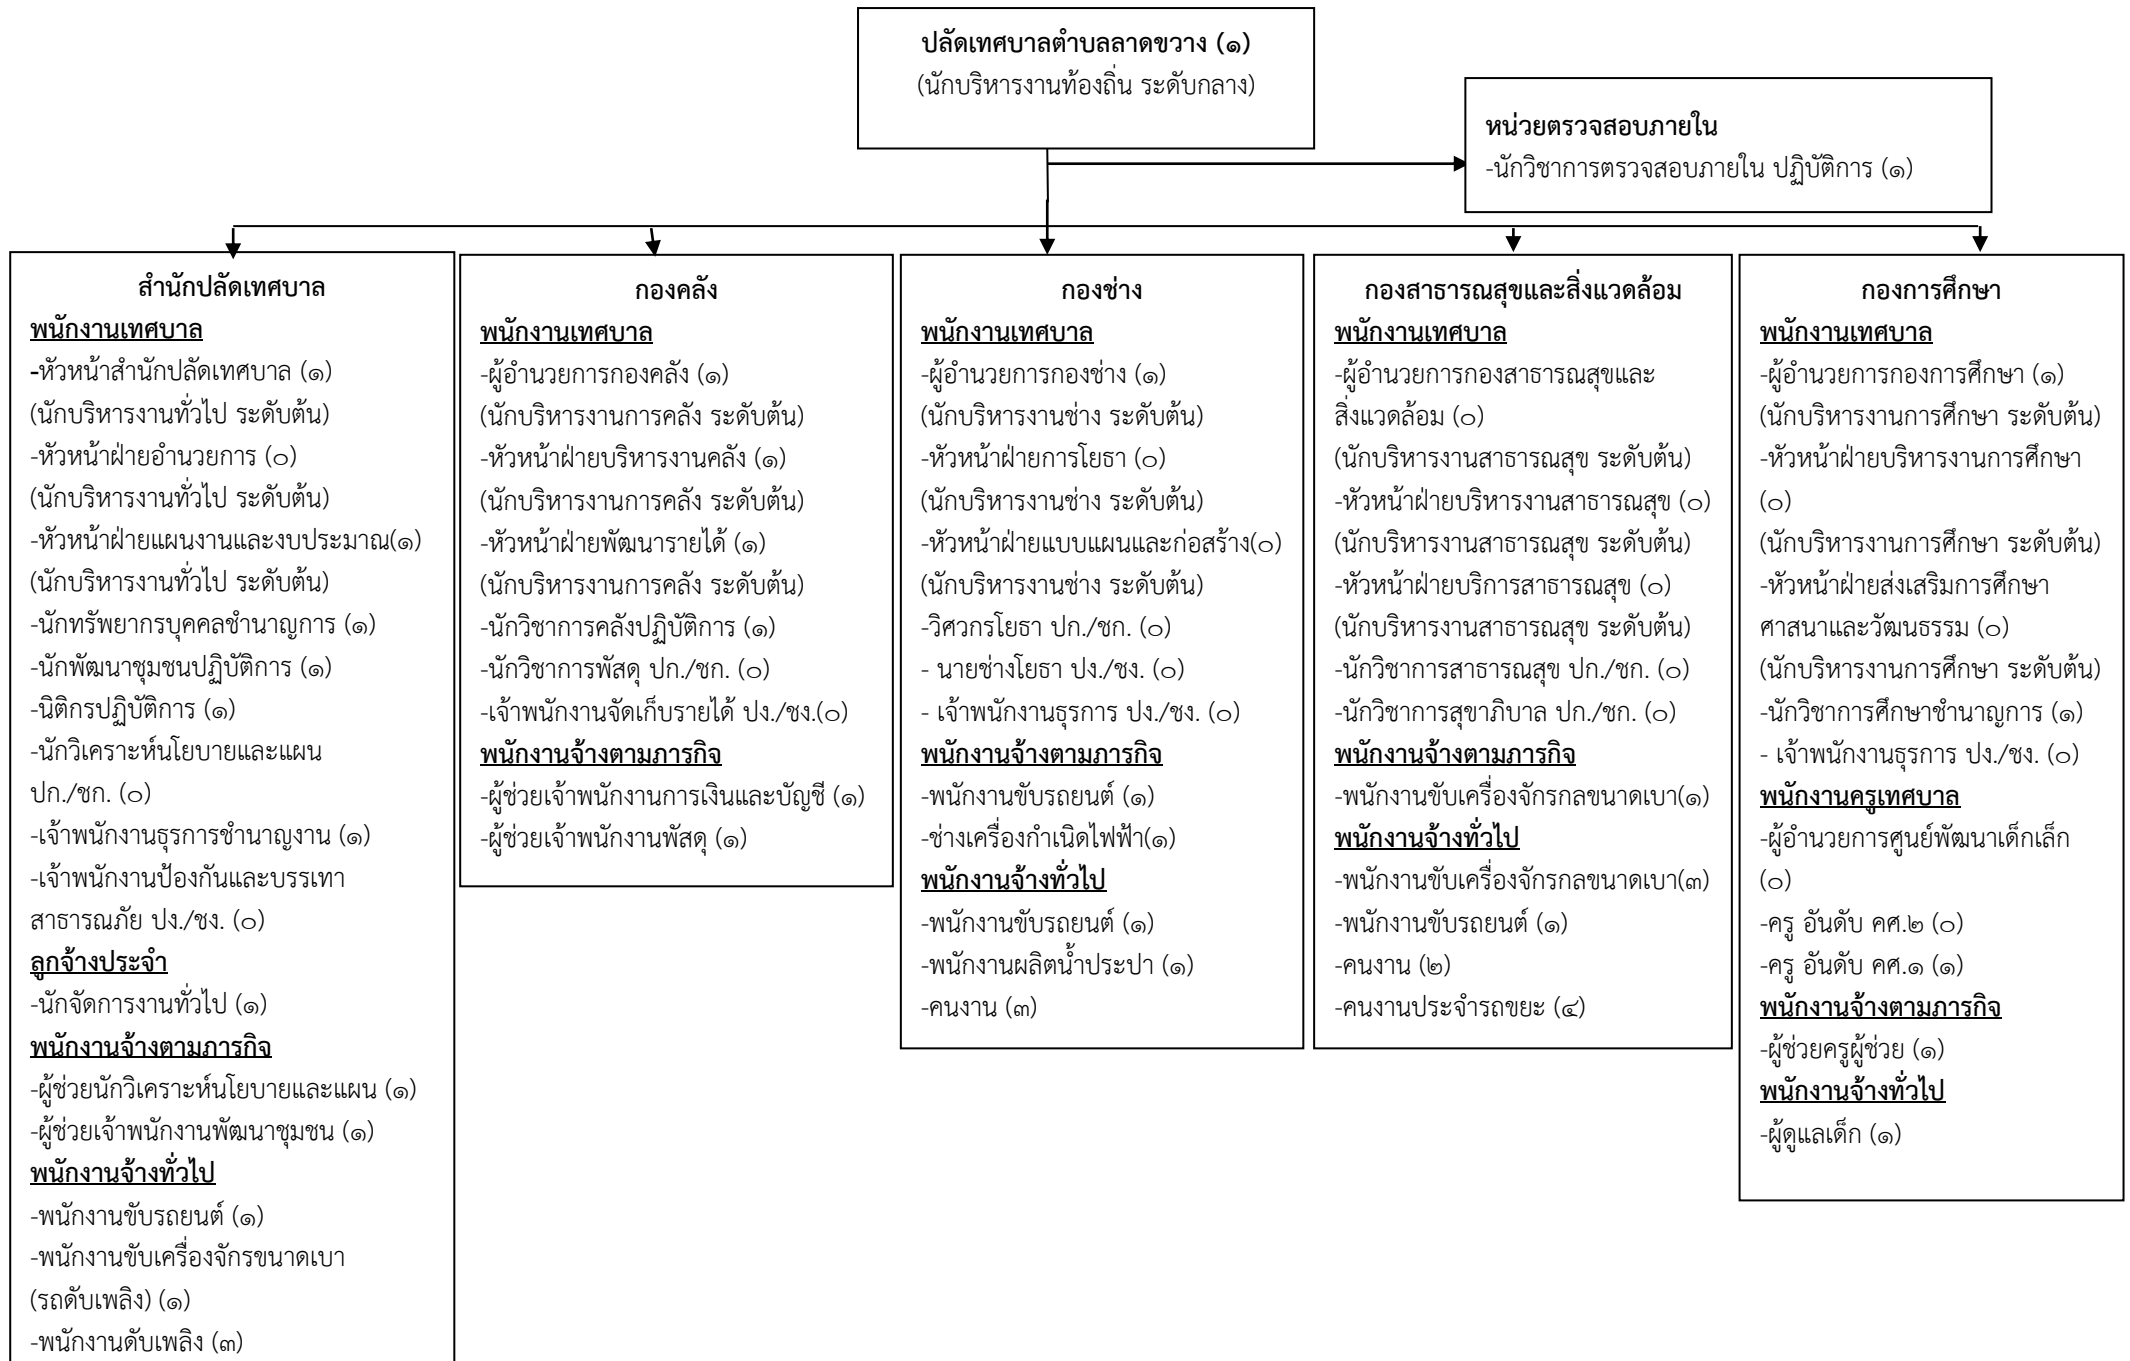 ปลัดเทศบาลตำบลลาดขวาง (๑)
(นักบริหารงานท้องถิ่น ระดับกลาง)
หน่วยตรวจสอบภายใน
-นักวิชาการตรวจสอบภายใน ปฏิบัติการ (๑)
สำนักปลัดเทศบาล
พนักงานเทศบาล
-หัวหน้าสำนักปลัดเทศบาล (๑)
(นักบริหารงานทั่วไป ระดับต้น)
-หัวหน้าฝ่ายอำนวยการ (๐)
(นักบริหารงานทั่วไป ระดับต้น)
-หัวหน้าฝ่ายแผนงานและงบประมาณ(๑)
(นักบริหารงานทั่วไป ระดับต้น)
-นักทรัพยากรบุคคลชำนาญการ (๑)
-นักพัฒนาชุมชนปฏิบัติการ (๑)
-นิติกรปฏิบัติการ (๑)
-นักวิเคราะห์นโยบายและแผน
ปก./ชก. (๐)
-เจ้าพนักงานธุรการชำนาญงาน (๑)
-เจ้าพนักงานป้องกันและบรรเทา
สาธารณภัย ปง./ชง. (๐)
ลูกจ้างประจำ
-นักจัดการงานทั่วไป (๑)
พนักงานจ้างตามภารกิจ
-ผู้ช่วยนักวิเคราะห์นโยบายและแผน (๑)
-ผู้ช่วยเจ้าพนักงานพัฒนาชุมชน (๑)
พนักงานจ้างทั่วไป
-พนักงานขับรถยนต์ (๑)
-พนักงานขับเครื่องจักรขนาดเบา
(รถดับเพลิง) (๑)
-พนักงานดับเพลิง (๓)
กองคลัง
พนักงานเทศบาล
-ผู้อำนวยการกองคลัง (๑)
(นักบริหารงานการคลัง ระดับต้น)
-หัวหน้าฝ่ายบริหารงานคลัง (๑)
(นักบริหารงานการคลัง ระดับต้น)
-หัวหน้าฝ่ายพัฒนารายได้ (๑)
(นักบริหารงานการคลัง ระดับต้น)
-นักวิชาการคลังปฏิบัติการ (๑)
-นักวิชาการพัสดุ ปก./ชก. (๐)
-เจ้าพนักงานจัดเก็บรายได้ ปง./ชง.(๐)
พนักงานจ้างตามภารกิจ
-ผู้ช่วยเจ้าพนักงานการเงินและบัญชี (๑)
-ผู้ช่วยเจ้าพนักงานพัสดุ (๑)
กองช่าง
พนักงานเทศบาล
-ผู้อำนวยการกองช่าง (๑)
(นักบริหารงานช่าง ระดับต้น)
-หัวหน้าฝ่ายการโยธา (๐)
(นักบริหารงานช่าง ระดับต้น)
-หัวหน้าฝ่ายแบบแผนและก่อสร้าง(๐)
(นักบริหารงานช่าง ระดับต้น)
-วิศวกรโยธา ปก./ชก. (๐)
- นายช่างโยธา ปง./ชง. (๐)
- เจ้าพนักงานธุรการ ปง./ชง. (๐)
พนักงานจ้างตามภารกิจ
-พนักงานขับรถยนต์ (๑)
-ช่างเครื่องกำเนิดไฟฟ้า(๑)
พนักงานจ้างทั่วไป
-พนักงานขับรถยนต์ (๑)
-พนักงานผลิตน้ำประปา (๑)
-คนงาน (๓)
กองสาธารณสุขและสิ่งแวดล้อม
พนักงานเทศบาล
-ผู้อำนวยการกองสาธารณสุขและ
สิ่งแวดล้อม (๐)
(นักบริหารงานสาธารณสุข ระดับต้น)
-หัวหน้าฝ่ายบริหารงานสาธารณสุข (๐)
(นักบริหารงานสาธารณสุข ระดับต้น)
-หัวหน้าฝ่ายบริการสาธารณสุข (๐)
(นักบริหารงานสาธารณสุข ระดับต้น)
-นักวิชาการสาธารณสุข ปก./ชก. (๐)
-นักวิชาการสุขาภิบาล ปก./ชก. (๐)
พนักงานจ้างตามภารกิจ
-พนักงานขับเครื่องจักรกลขนาดเบา(๑)
พนักงานจ้างทั่วไป
-พนักงานขับเครื่องจักรกลขนาดเบา(๓)
-พนักงานขับรถยนต์ (๑)
-คนงาน (๒)
-คนงานประจำรถขยะ (๔)
กองการศึกษา
พนักงานเทศบาล
-ผู้อำนวยการกองการศึกษา (๑)
(นักบริหารงานการศึกษา ระดับต้น)
-หัวหน้าฝ่ายบริหารงานการศึกษา
(๐)
(นักบริหารงานการศึกษา ระดับต้น)
-หัวหน้าฝ่ายส่งเสริมการศึกษา
ศาสนาและวัฒนธรรม (๐)
(นักบริหารงานการศึกษา ระดับต้น)
-นักวิชาการศึกษาชำนาญการ (๑)
- เจ้าพนักงานธุรการ ปง./ชง. (๐)
พนักงานครูเทศบาล
-ผู้อำนวยการศูนย์พัฒนาเด็กเล็ก
(๐)
-ครู อันดับ คศ.๒ (๐)
-ครู อันดับ คศ.๑ (๑)
พนักงานจ้างตามภารกิจ
-ผู้ช่วยครูผู้ช่วย (๑)
พนักงานจ้างทั่วไป
-ผู้ดูแลเด็ก (๑)